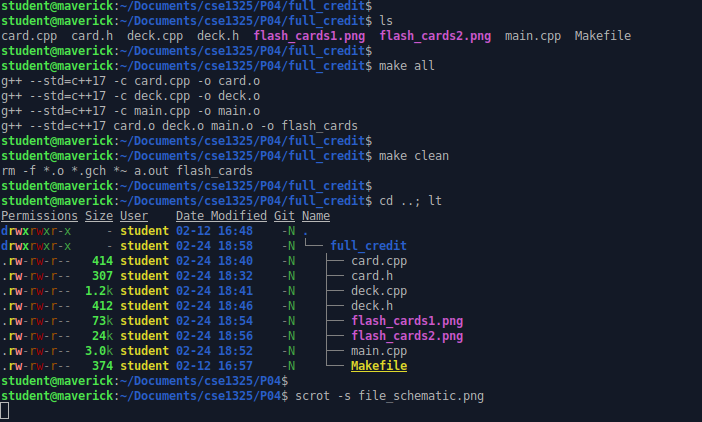 student@maverick:~/Documents/cse1325/P04/full_credit$
student@maverick:~/Documents/cse1325/P04/full_credit$ ls
card.cpp  card.h  deck.cpp  deck.h  flash_cards1.png  flash_cards2.png  main.cpp  Makefile
student@maverick:~/Documents/cse1325/P04/full_credit$
student@maverick:~/Documents/cse1325/P04/full_credit$ make all
g++ --std=c++17 -c card.cpp -o card.o
g++ --std=c++17 -c deck.cpp -o deck.o
g++ --std=c++17 -c main.cpp -o main.o
g++ --std=c++17 card.o deck.o main.o -o flash_cards
student@maverick:~/Documents/cse1325/P04/full_credit$
student@maverick:~/Documents/cse1325/P04/full_credit$ make clean
rm -f *.o *.gch *~ a.out flash_cards
student@maverick:~/Documents/cse1325/P04/full_credit$
student@maverick:~/Documents/cse1325/P04/full_credit$ cd ..; lt
Permissions Size User    Date Modified Git Name
drwxrwxr-x     - student 02-12 16:48    -N .
drwxrwxr-x     - student 02-24 18:58    -N └── full_credit
.rw-rw-r--   414 student 02-24 18:40    -N    ├── card.cpp
.rw-rw-r--   307 student 02-24 18:32    -N    ├── card.h
.rw-rw-r--  1.2k student 02-24 18:41    -N    ├── deck.cpp
.rw-rw-r--   412 student 02-24 18:46    -N    ├── deck.h
.rw-rw-r--   73k student 02-24 18:54    -N    ├── flash_cards1.png
.rw-rw-r--   24k student 02-24 18:56    -N    ├── flash_cards2.png
.rw-rw-r--  3.0k student 02-24 18:52    -N    ├── main.cpp
.rw-rw-r--   374 student 02-12 16:57    -N    └── Makefile
student@maverick:~/Documents/cse1325/P04$
student@maverick:~/Documents/cse1325/P04$ scrot -s file_schematic.png